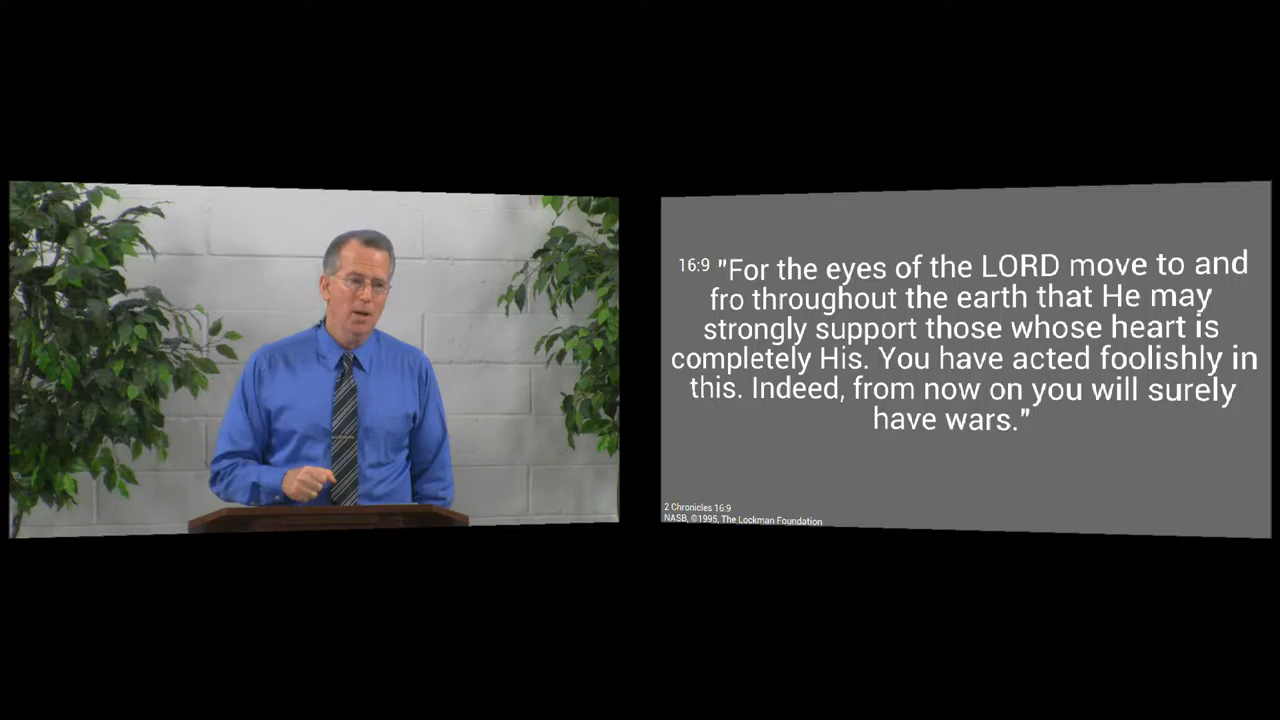 16:9 "For the eyes of the LORD move to and
fro throughout the earth that He may
strongly support those whose heart is
completely His. You have acted foolishly in
this. Indeed, from now on you will surely
have wars."
2 Chronicles 16:9
NASB, ©1995, The Lockman Foundation